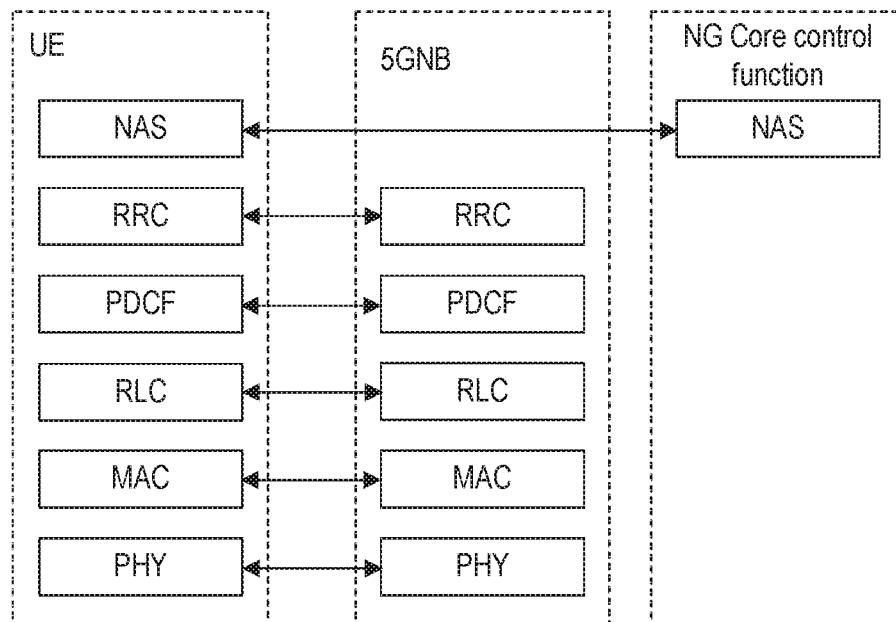 UE
5GNB
NG Core control
function
NAS
NAS
RRC
RRC
PDCF
PDCF
RLC
RLC
MAC
MAC
PHY
PHY